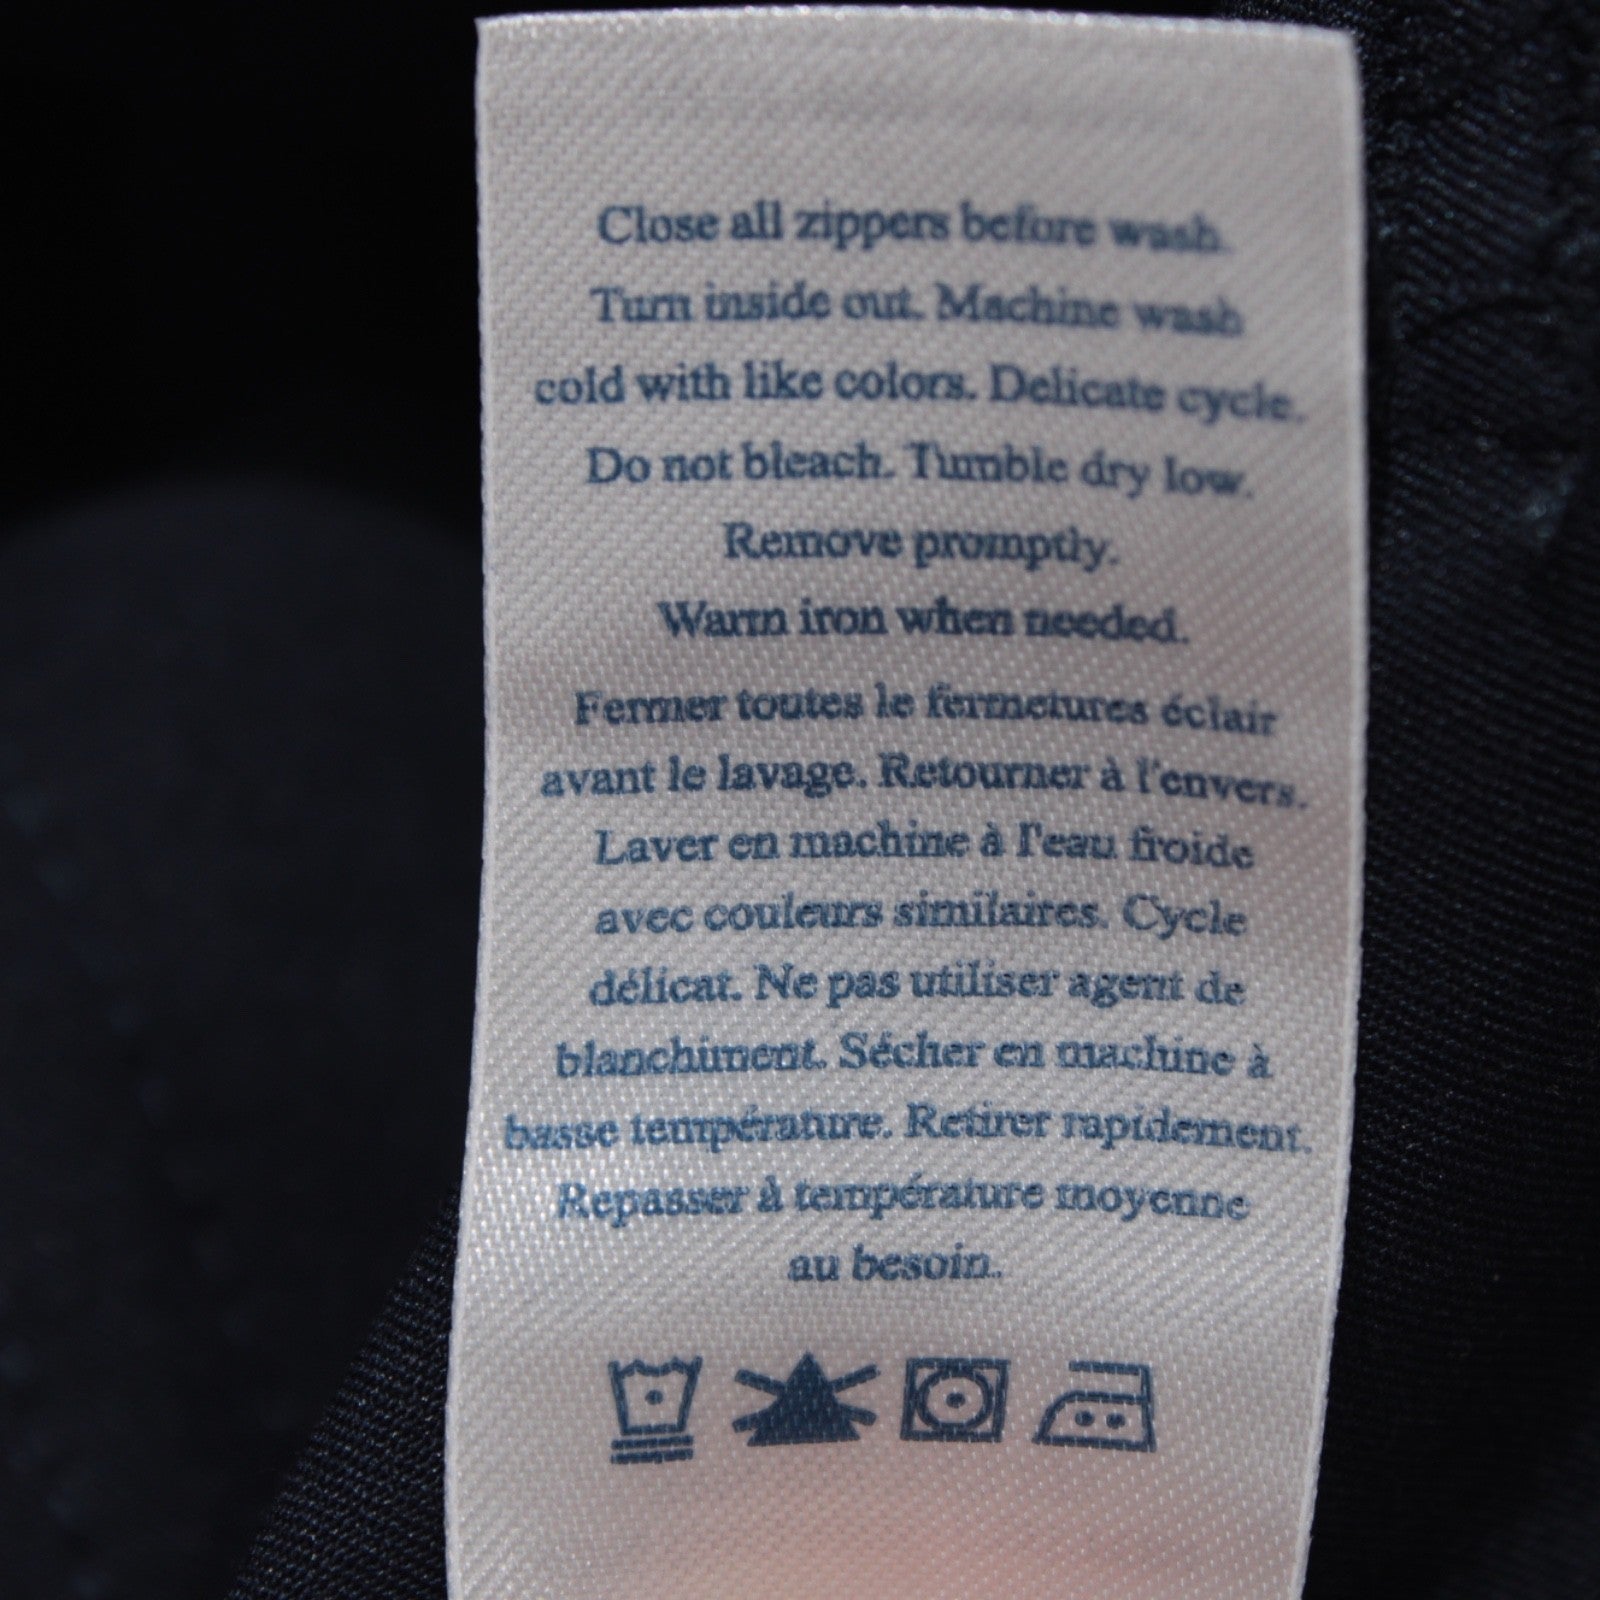 Close all zippers before wash.
Turn inside out. Machine wash
cold with like colors. Delicate cycle.
Do not bleach. Tumble dry low.
Remove promptly.
Warm iron when needed.
Fermer toutes le fermetures éclair
avant le lavage. Retourner à l'envers.
Laver en machine à l'eau froide
avec couleurs similaires. Cycle
délicat. Ne pas utiliser agent de
blanchiment. Sécher en machine à
basse température. Retirer rapidement.
Repasser à température moyenne
au besoin.